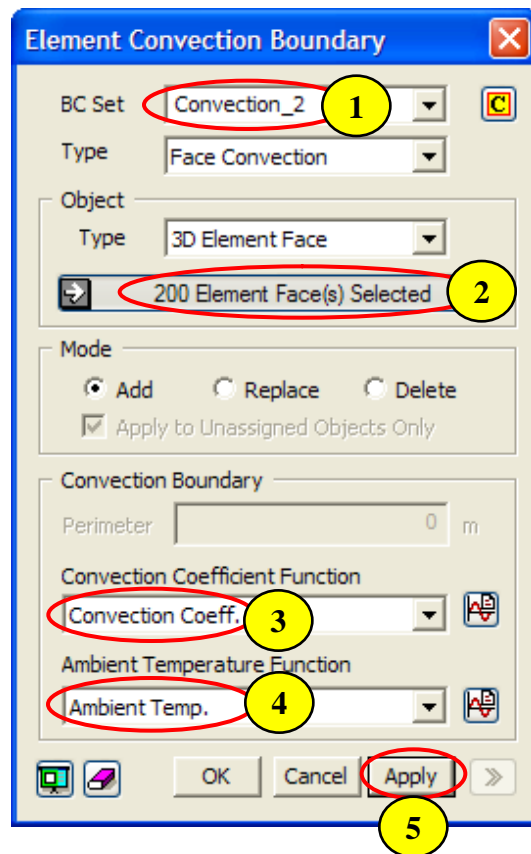 Element Convection Boundary
BC Set Convection_2 1 C
Type Face Convection
Object
Type 3D Element Face
200 Element Face(s) Selected 2
Mode
Add Replace Delete
Apply to Unassigned Objects Only
Convection Boundary
Perimeter 0 m
Convection Coefficient Function
Convection Coeff. 3
Ambient Temperature Function
Ambient Temp. 4
OK Cancel Apply
5